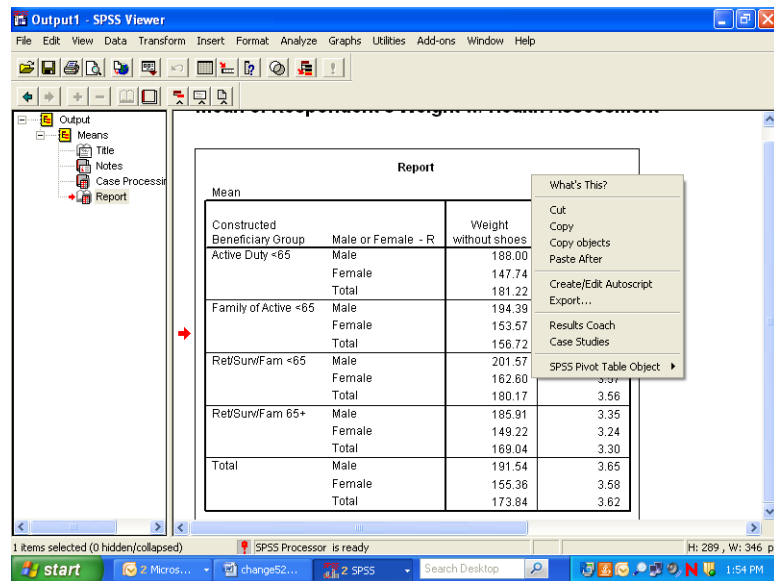 Output1 - SPSS Viewer
File Edit View Data Transform Insert Format Analyze Graphs Utilities Add-ons Window Help
Output
Means
Title
Notes
Case Processin
Report
Report
Mean
Constructed Beneficiary Group Male or Female - R Weight without shoes
Active Duty <65 Male 188.00
Female 147.74
Total 181.22
Family of Active <65 Male 194.39
Female 153.57
Total 156.72
Ret/Surv/Fam <65 Male 201.57
Female 162.60 3.57
Total 180.17 3.56
Ret/Surv/Fam 65+ Male 185.91 3.35
Female 149.22 3.24
Total 169.04 3.30
Total Male 191.54 3.65
Female 155.36 3.58
Total 173.84 3.62
What's This?
Cut
Copy
Copy objects
Paste After
Create/Edit Autoscript
Export...
Results Coach
Case Studies
SPSS Pivot Table Object
1 items selected (0 hidden/collapsed) SPSS Processor is ready H: 289 , W: 346 p
start 2 Micros... change52... 2 SPSS Search Desktop 1:54 PM